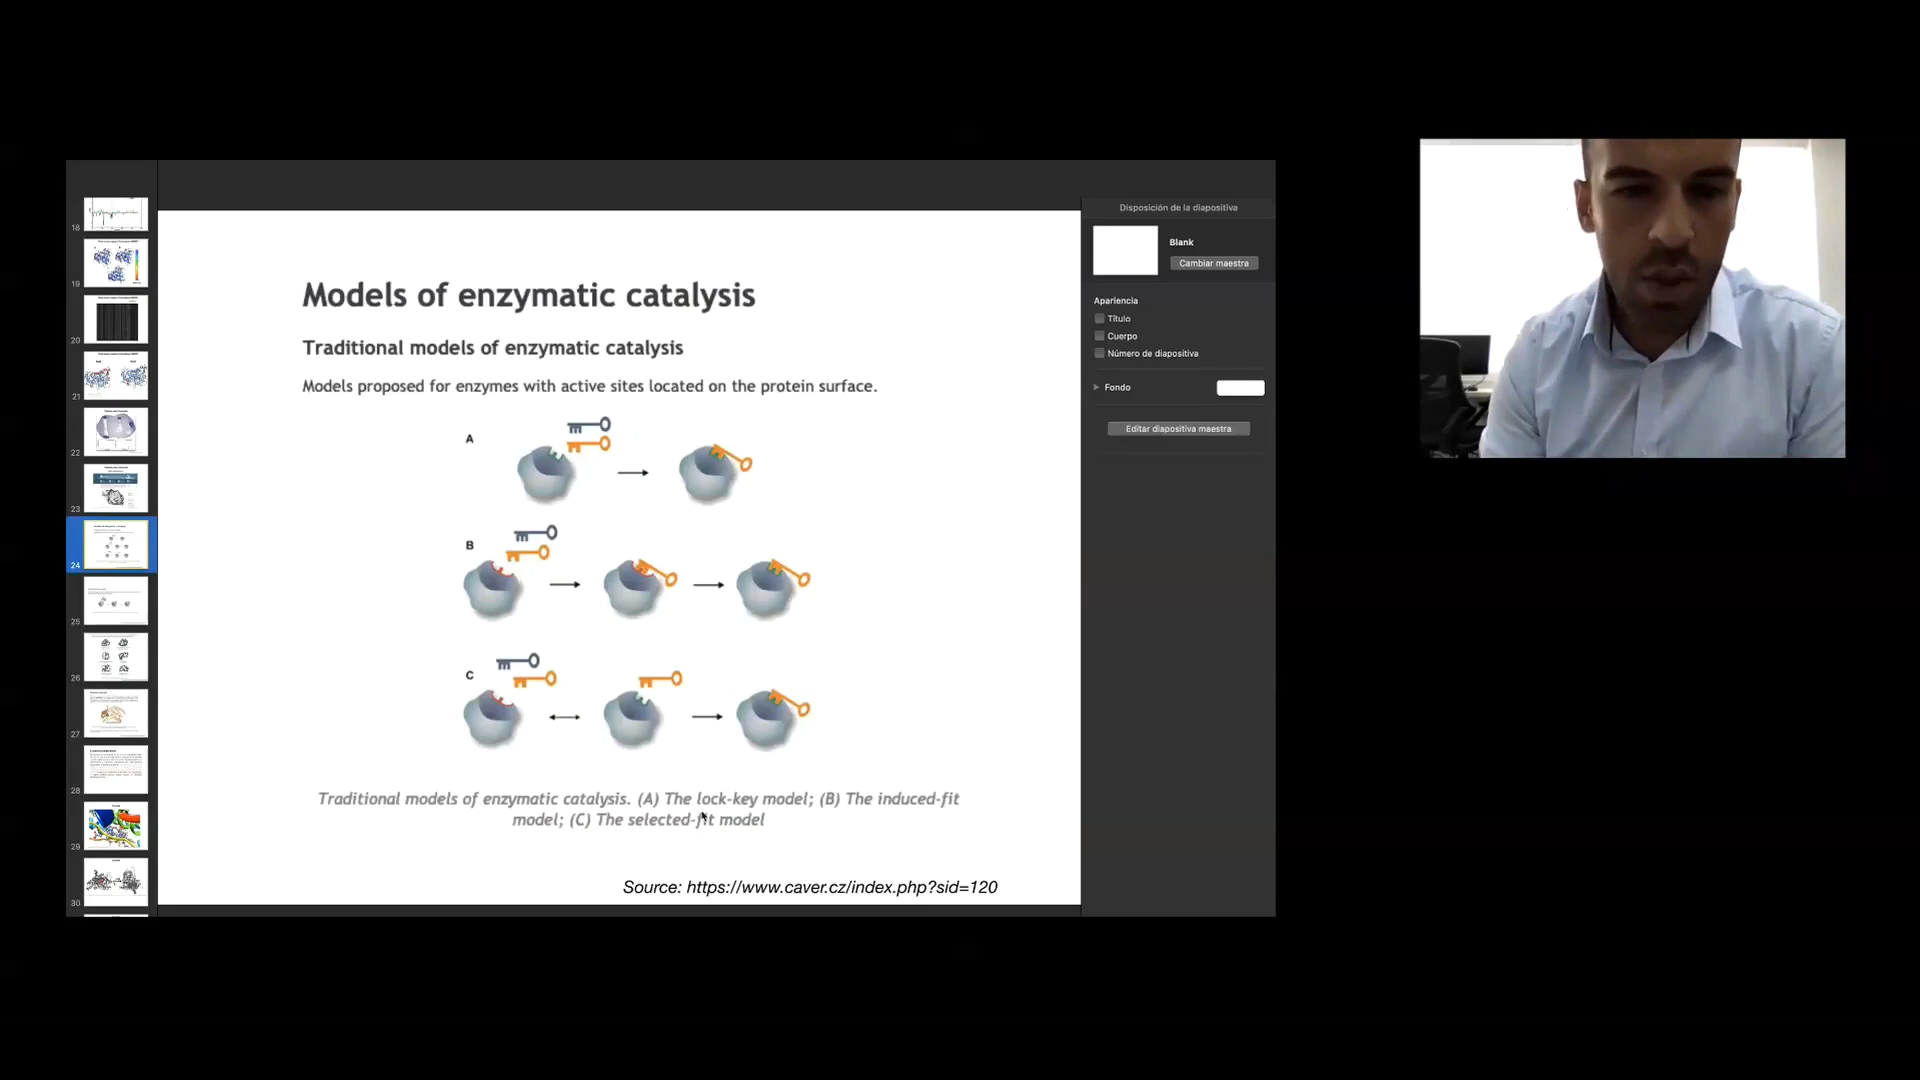 18
19
20
21
22
23
24
25
26
27
28
29
30
Models of enzymatic catalysis
Traditional models of enzymatic catalysis
Models proposed for enzymes with active sites located on the protein surface.
A
B
C
Traditional models of enzymatic catalysis. (A) The lock-key model; (B) The induced-fit
model; (C) The selected-fit model
Source: https://www.caver.cz/index.php?sid=120
Disposición de la diapositiva
Blank
Cambiar maestra
Apariencia
Título
Cuerpo
Número de diapositiva
Fondo
Editar diapositiva maestra